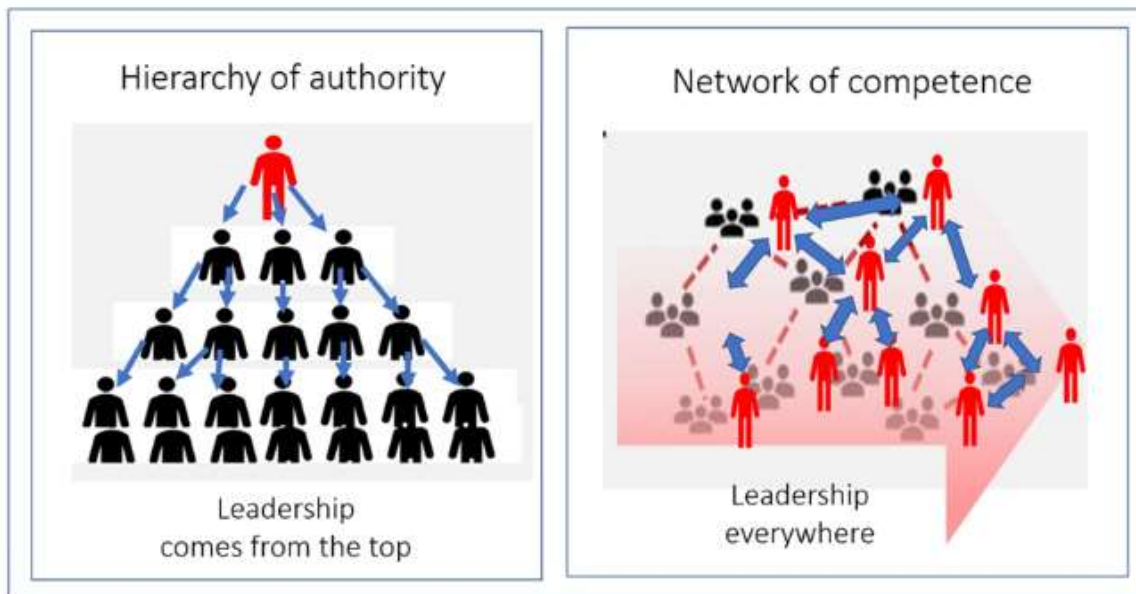 Hierarchy of authority
Leadership
comes from the top
Network of competence
Leadership
everywhere